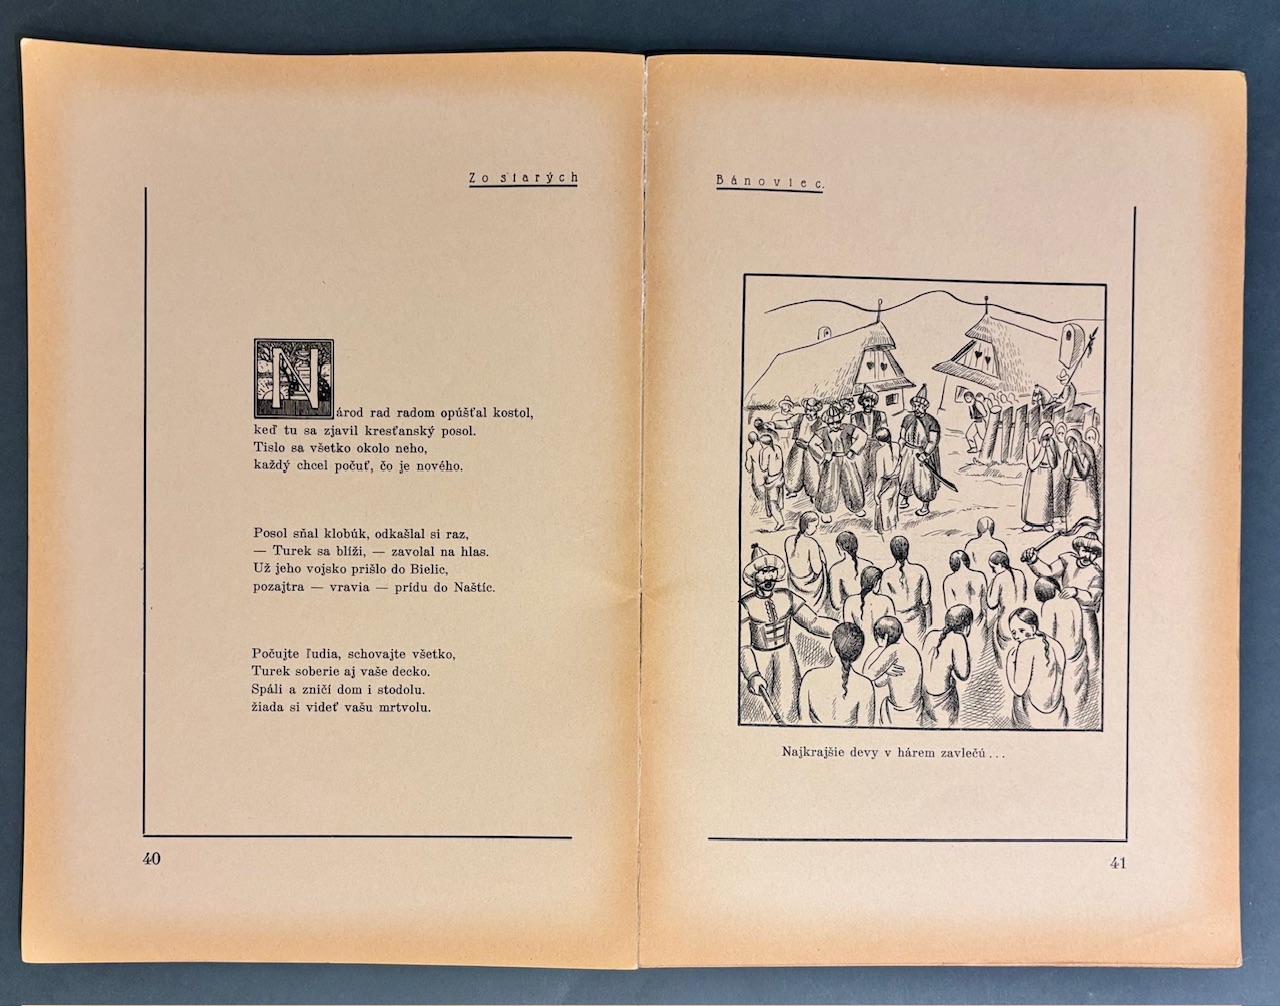 Zo starých
Národ rad radom opúšťal kostol,
keď tu sa zjavil kresťanský posol.
Tislo sa všetko okolo neho,
každý chcel počuť, čo je nového.
Posol sňal klobúk, odkašlal si raz,
— Turek sa blíži, — zavolal na hlas.
Už jeho vojsko prišlo do Bielic,
pozajtra — vravia — prídu do Naštíc.
Počujte ľudia, schovajte všetko,
Turek soberie aj vaše decko.
Spáli a zničí dom i stodolu.
žiada si videť vašu mrtvolu.
40
Bánoviec.
Najkrajšie devy v hárem zavlečú...
41